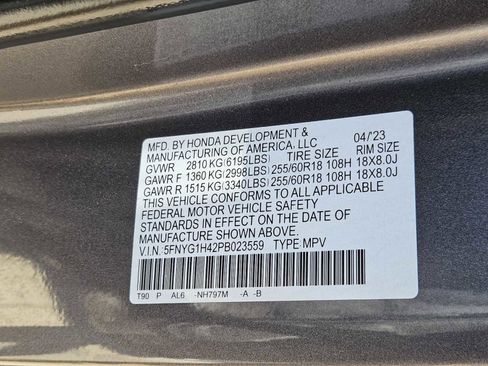 MFD. BY HONDA DEVELOPMENT &
MANUFACTURING OF AMERICA, LLC 04/'23
GVWR 2810 KG(6195LBS) TIRE SIZE RIM SIZE
GAWR F 1360 KG(2998LBS) 255/60R18 108H 18X8.0J
GAWR R 1515 KG(3340LBS) 255/60R18 108H 18X8.0J
THIS VEHICLE CONFORMS TO ALL APPLICABLE
FEDERAL MOTOR VEHICLE SAFETY
STANDARDS IN EFFECT ON THE DATE OF
MANUFACTURE SHOWN ABOVE.
V.I.N.:5FNYG1H42PB023559 TYPE:MPV
T90 P AL6 -NH797M -A -B